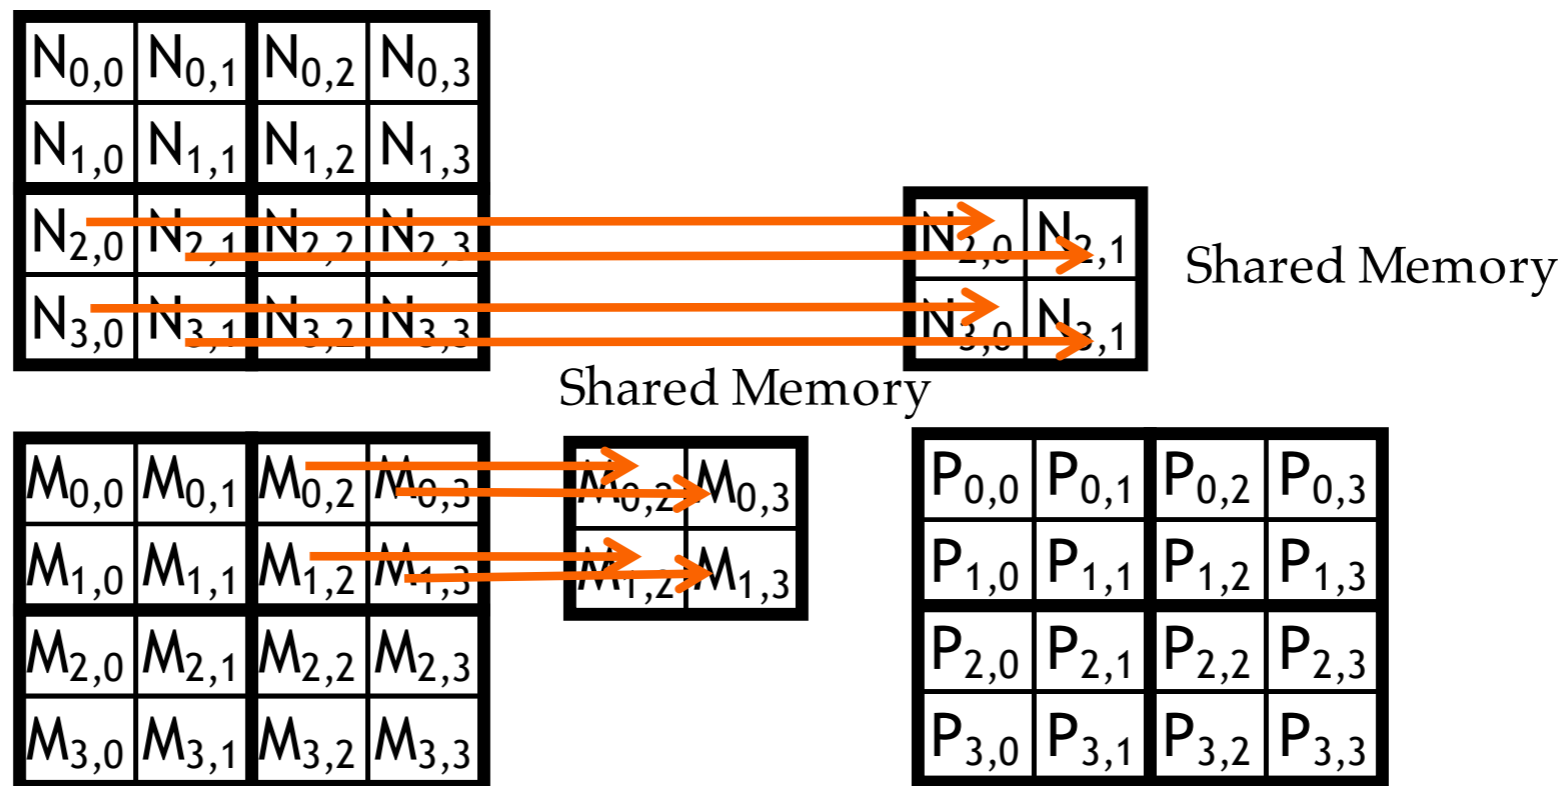 N0,0 N0,1 N0,2 N0,3
N1,0 N1,1 N1,2 N1,3
N2,0 N2,1 N2,2 N2,3
N3,0 N3,1 N3,2 N3,3
N2,0 N2,1
N3,0 N3,1
Shared Memory
Shared Memory
M0,0 M0,1 M0,2 M0,3
M1,0 M1,1 M1,2 M1,3
M2,0 M2,1 M2,2 M2,3
M3,0 M3,1 M3,2 M3,3
M0,2 M0,3
M1,2 M1,3
P0,0 P0,1 P0,2 P0,3
P1,0 P1,1 P1,2 P1,3
P2,0 P2,1 P2,2 P2,3
P3,0 P3,1 P3,2 P3,3